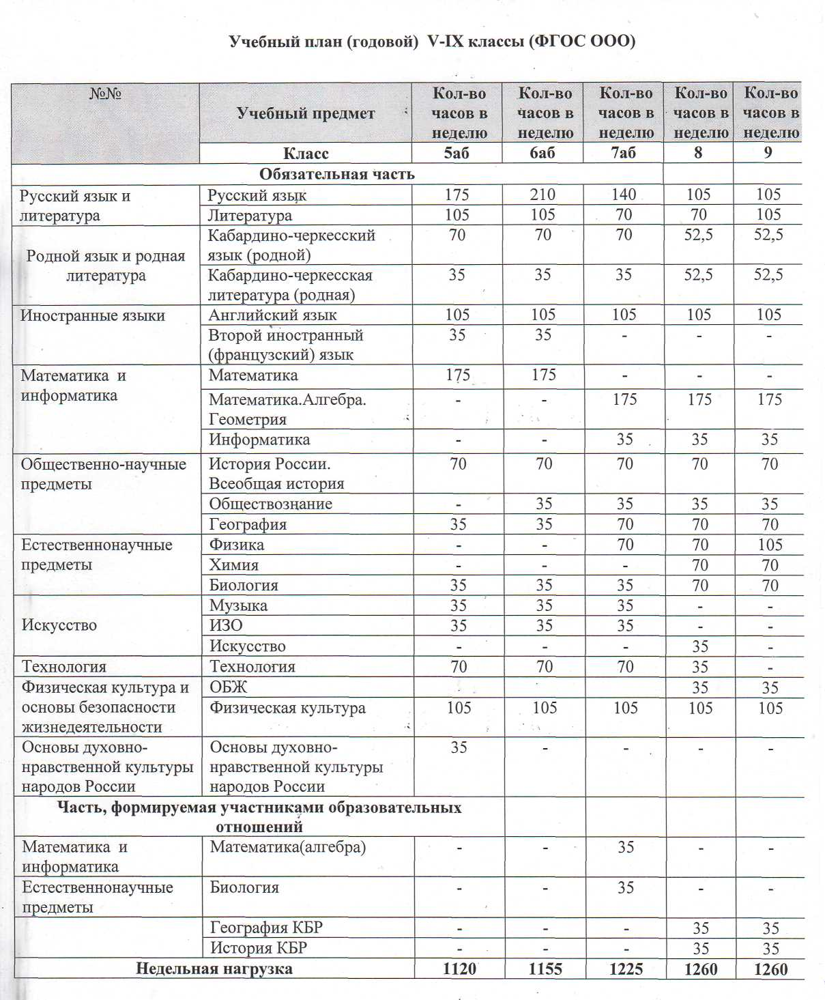 Учебный план (годовой) V-IX классы (ФГОС ООО)
№№ Учебный предмет Кол-во часов в неделю Кол-во часов в неделю Кол-во часов в неделю Кол-во часов в неделю Кол-во часов в неделю
Класс 5аб 6аб 7аб 8 9
Обязательная часть
Русский язык и литература Русский язык 175 210 140 105 105
Литература 105 105 70 70 105
Родной язык и родная литература Кабардино-черкесский язык (родной) 70 70 70 52,5 52,5
Кабардино-черкесская литература (родная) 35 35 35 52,5 52,5
Иностранные языки Английский язык 105 105 105 105 105
Второй иностранный (французский) язык 35 35 - - -
Математика и информатика Математика 175 175 - - -
Математика.Алгебра. Геометрия - - 175 175 175
Информатика - - 35 35 35
Общественно-научные предметы История России. Всеобщая история 70 70 70 70 70
Обществознание - 35 35 35 35
География 35 35 70 70 70
Естественнонаучные предметы Физика - - 70 70 105
Химия - - - 70 70
Биология 35 35 35 70 70
Искусство Музыка 35 35 35 - -
ИЗО 35 35 35 - -
Искусство - - - 35 -
Технология Технология 70 70 70 35 -
Физическая культура и основы безопасности жизнедеятельности ОБЖ 35 35
Физическая культура 105 105 105 105 105
Основы духовно-нравственной культуры народов России Основы духовно-нравственной культуры народов России 35 - - - -
Часть, формируемая участниками образовательных отношений
Математика и информатика Математика(алгебра) - - 35 - -
Естественнонаучные предметы Биология - - 35 - -
География КБР - - - 35 35
История КБР - - - 35 35
Недельная нагрузка 1120 1155 1225 1260 1260